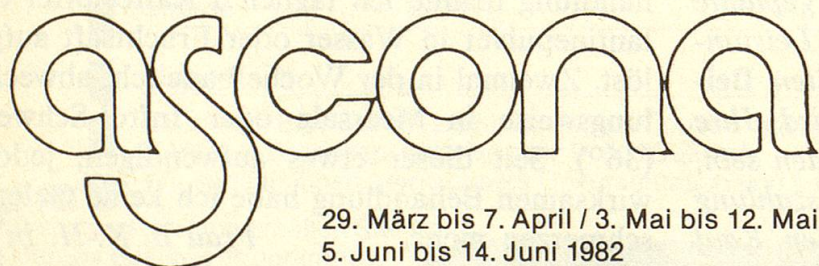 ascona
29. März bis 7. April / 3. Mai bis 12. Mai
5. Juni bis 14. Juni 1982